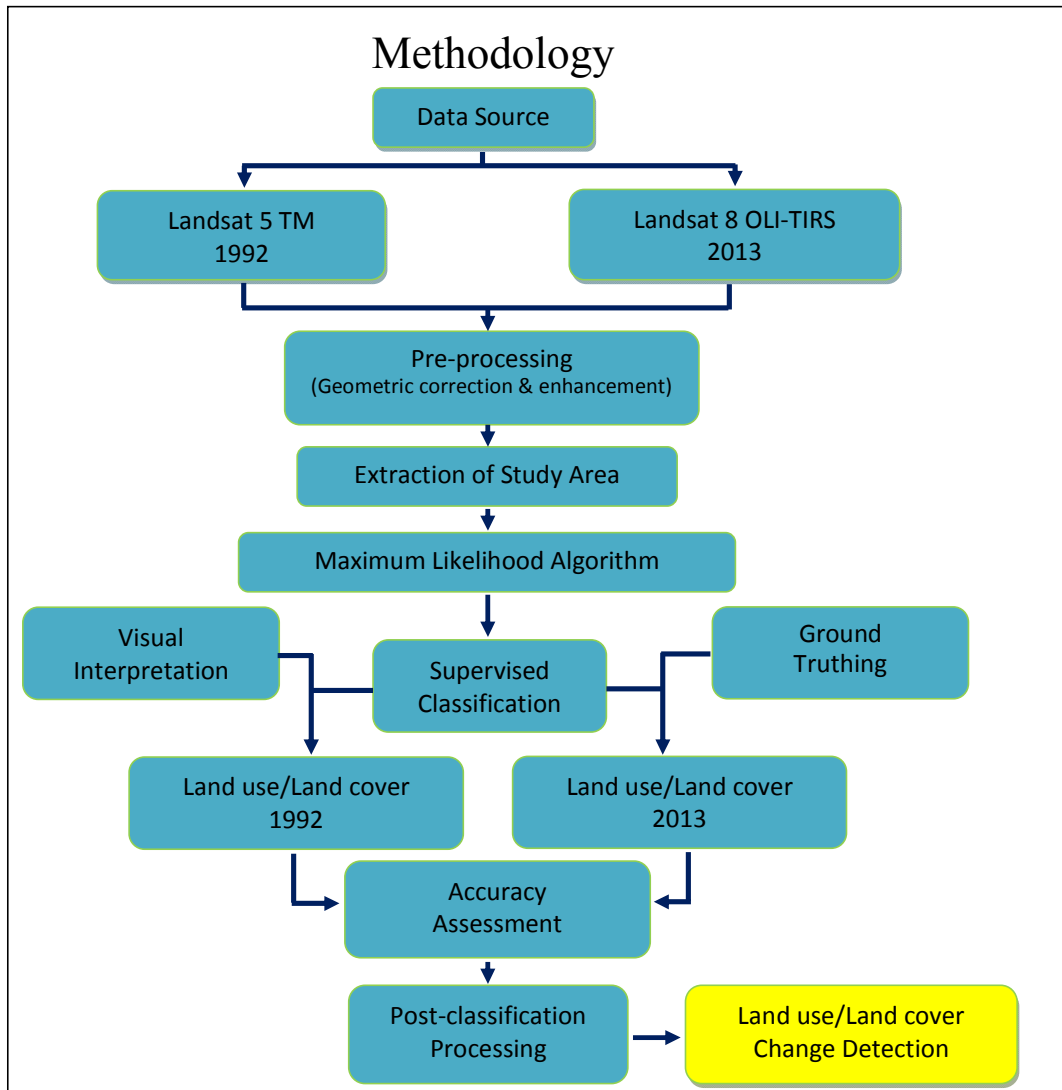 Methodology
Data Source
Landsat 5 TM
1992
Landsat 8 OLI-TIRS
2013
Pre-processing
(Geometric correction & enhancement)
Extraction of Study Area
Maximum Likelihood Algorithm
Visual
Interpretation
Supervised
Classification
Ground
Truthing
Land use/Land cover
1992
Land use/Land cover
2013
Accuracy
Assessment
Post-classification
Processing
Land use/Land cover
Change Detection